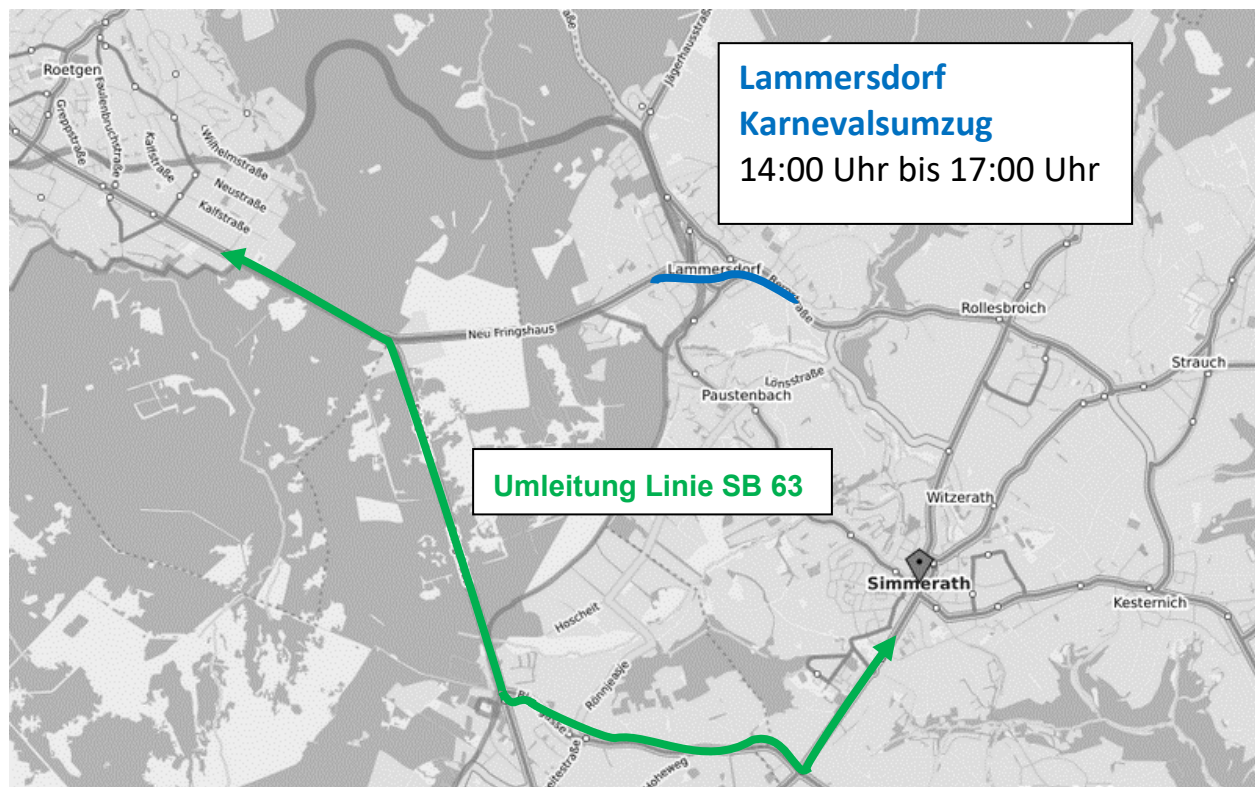 Lammersdorf
Karnevalsumzug
14:00 Uhr bis 17:00 Uhr
Roetgen
Jägerhausstraße
Greppstraße
Faulenbruchstraße
Kalfstraße
Wilhelmstraße
Neustraße
Kalfstraße
Lammersdorf
Neu Fringshaus
Rollesbroich
Strauch
Lönsstraße
Paustenbach
Umleitung Linie SB 63
Witzerath
Simmerath
Kesternich
Hoscheit
Rönnjeasje
Hoheweg